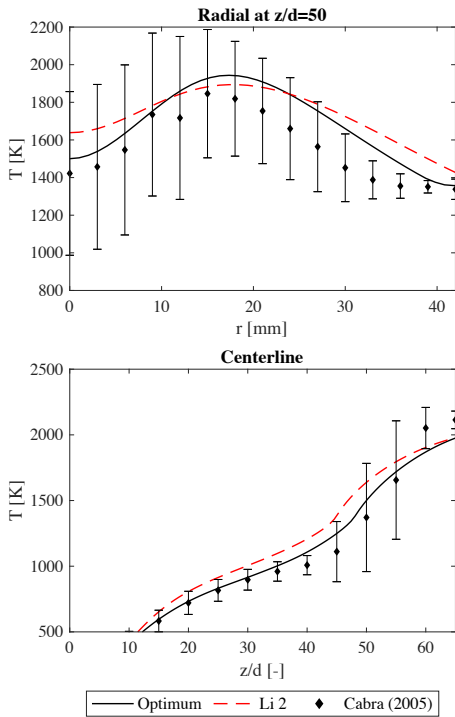 Radial at z/d=50
2200
2000
1800
1600
1400
1200
1000
800
T [K]
0 10 20 30 40
r [mm]
Centerline
2500
2000
1500
1000
500
T [K]
0 10 20 30 40 50 60
z/d [-]
Optimum Li 2 Cabra (2005)